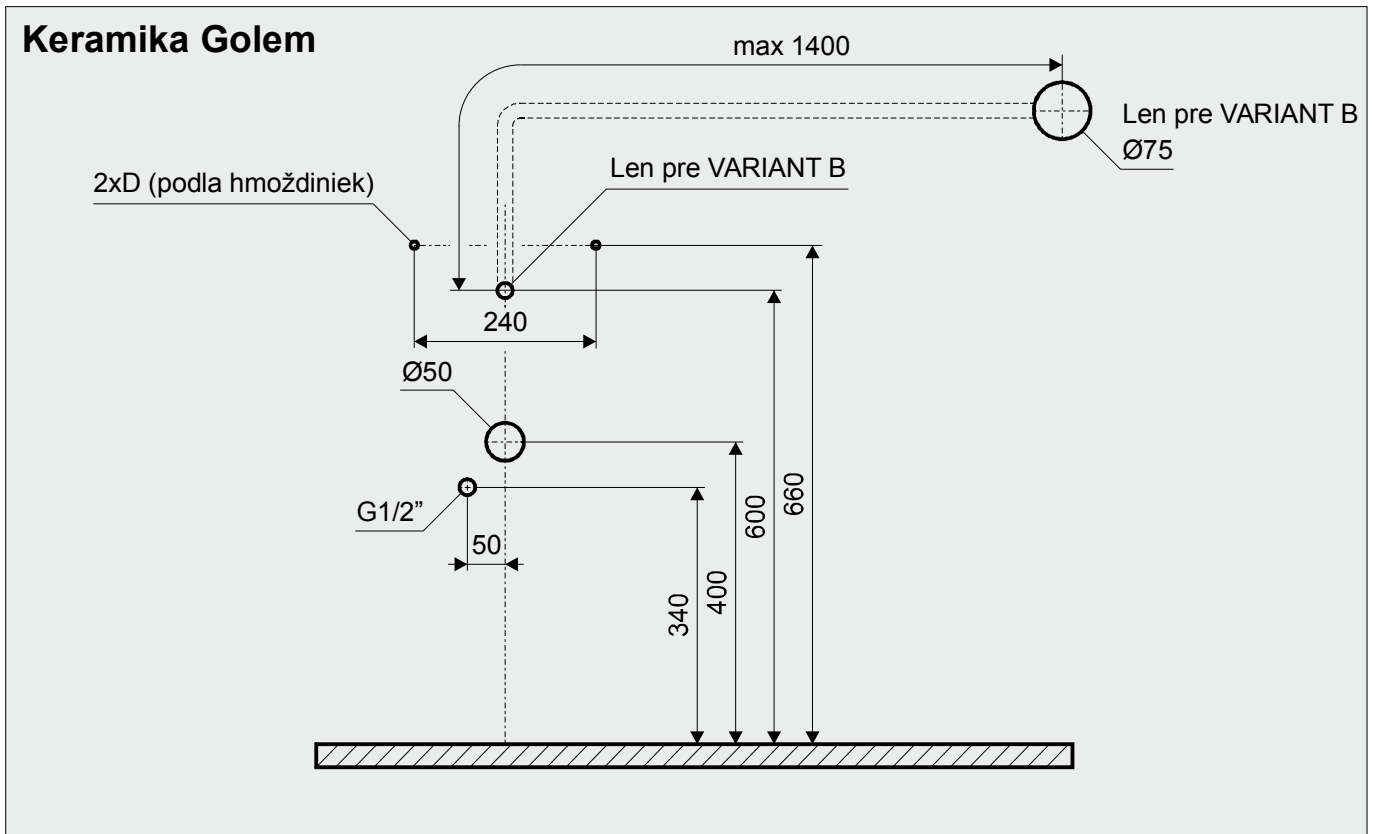 Keramika Golem
max 1400
Len pre VARIANT B
Ø75
Len pre VARIANT B
2xD (podla hmoždiniek)
240
Ø50
G1/2”
50
340
400
600
660